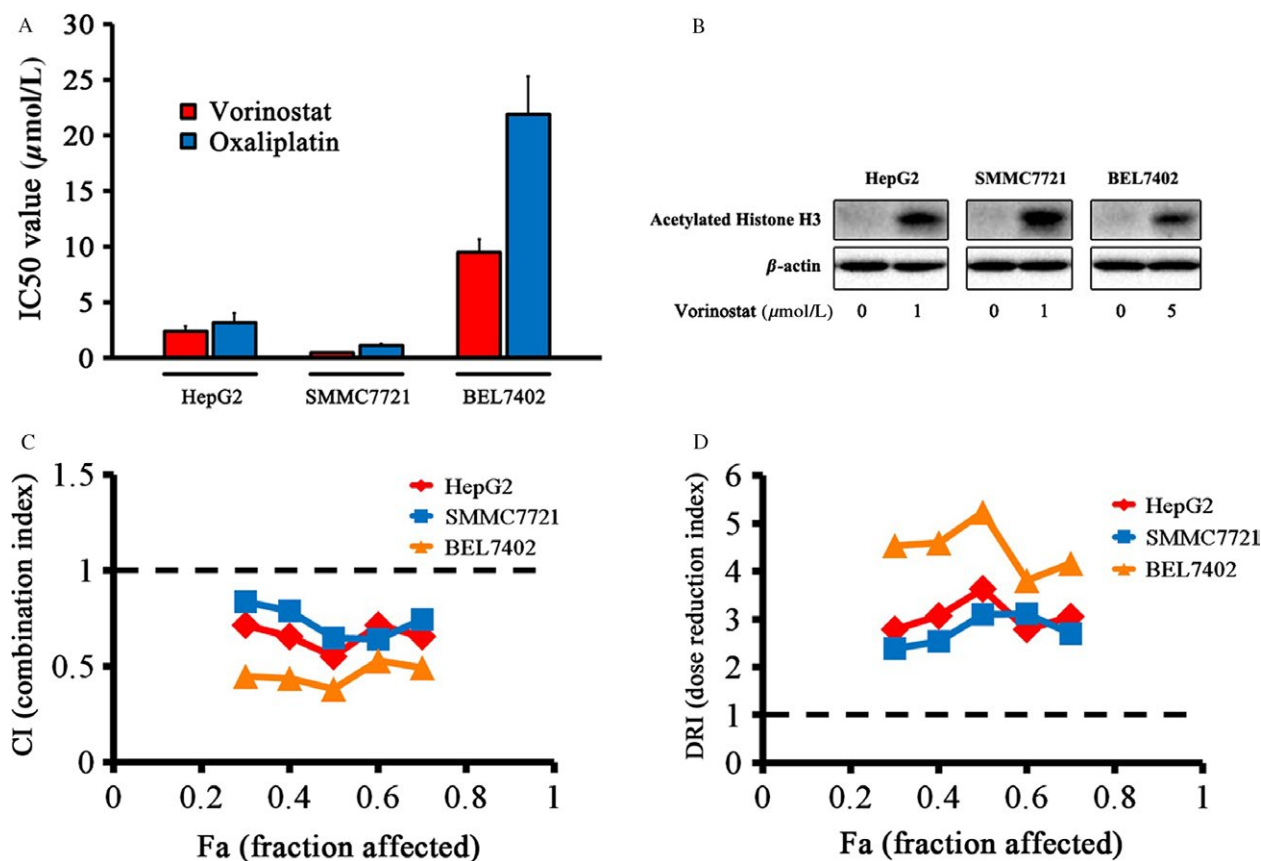 A
30
25
20
15
10
5
0
IC50 value (μmol/L)
Vorinostat
Oxaliplatin
HepG2 SMMC7721 BEL7402
B
HepG2 SMMC7721 BEL7402
Acetylated Histone H3
β-actin
Vorinostat (μmol/L) 0 1 0 1 0 5
C
1.5
1
0.5
0
CI (combination index)
HepG2
SMMC7721
BEL7402
0 0.2 0.4 0.6 0.8 1
Fa (fraction affected)
D
6
5
4
3
2
1
0
DRI (dose reduction index)
HepG2
SMMC7721
BEL7402
0 0.2 0.4 0.6 0.8 1
Fa (fraction affected)